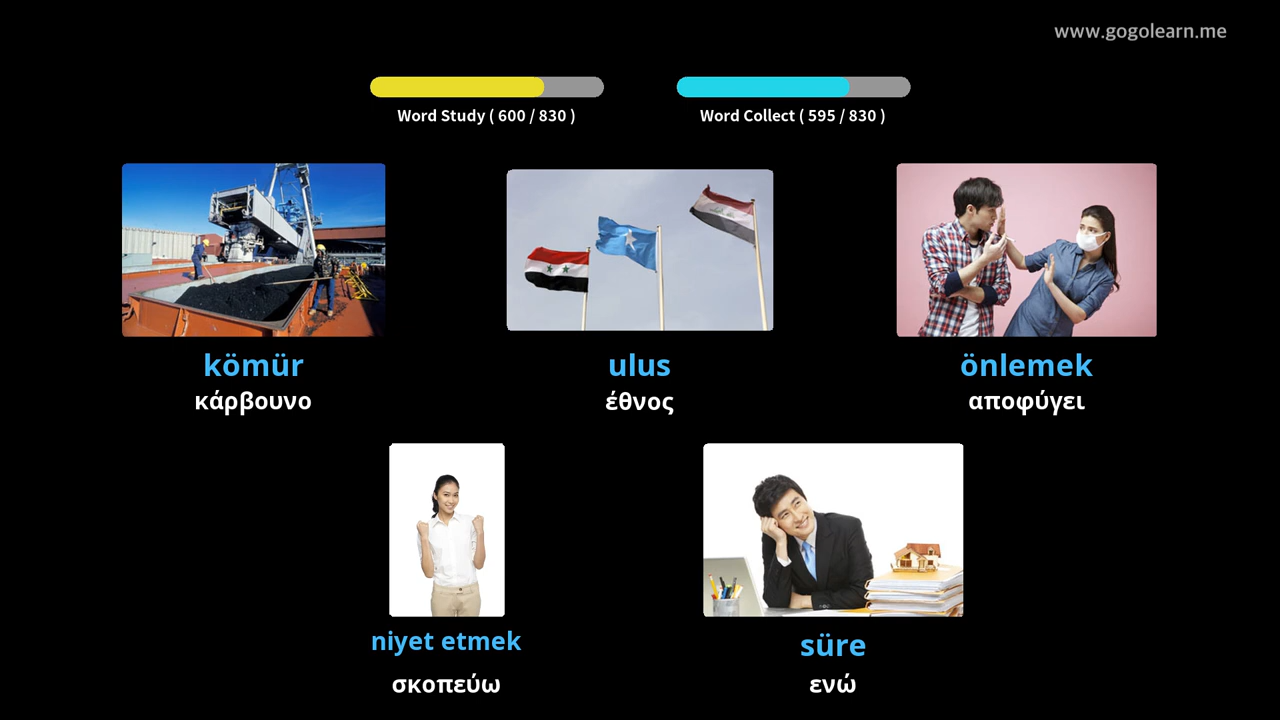 www.gogolearn.me
Word Study ( 600 / 830 )
Word Collect ( 595 / 830 )
kömür
κάρβουνο
ulus
έθνος
önlemek
αποφύγει
niyet etmek
σκοπεύω
süre
ενώ